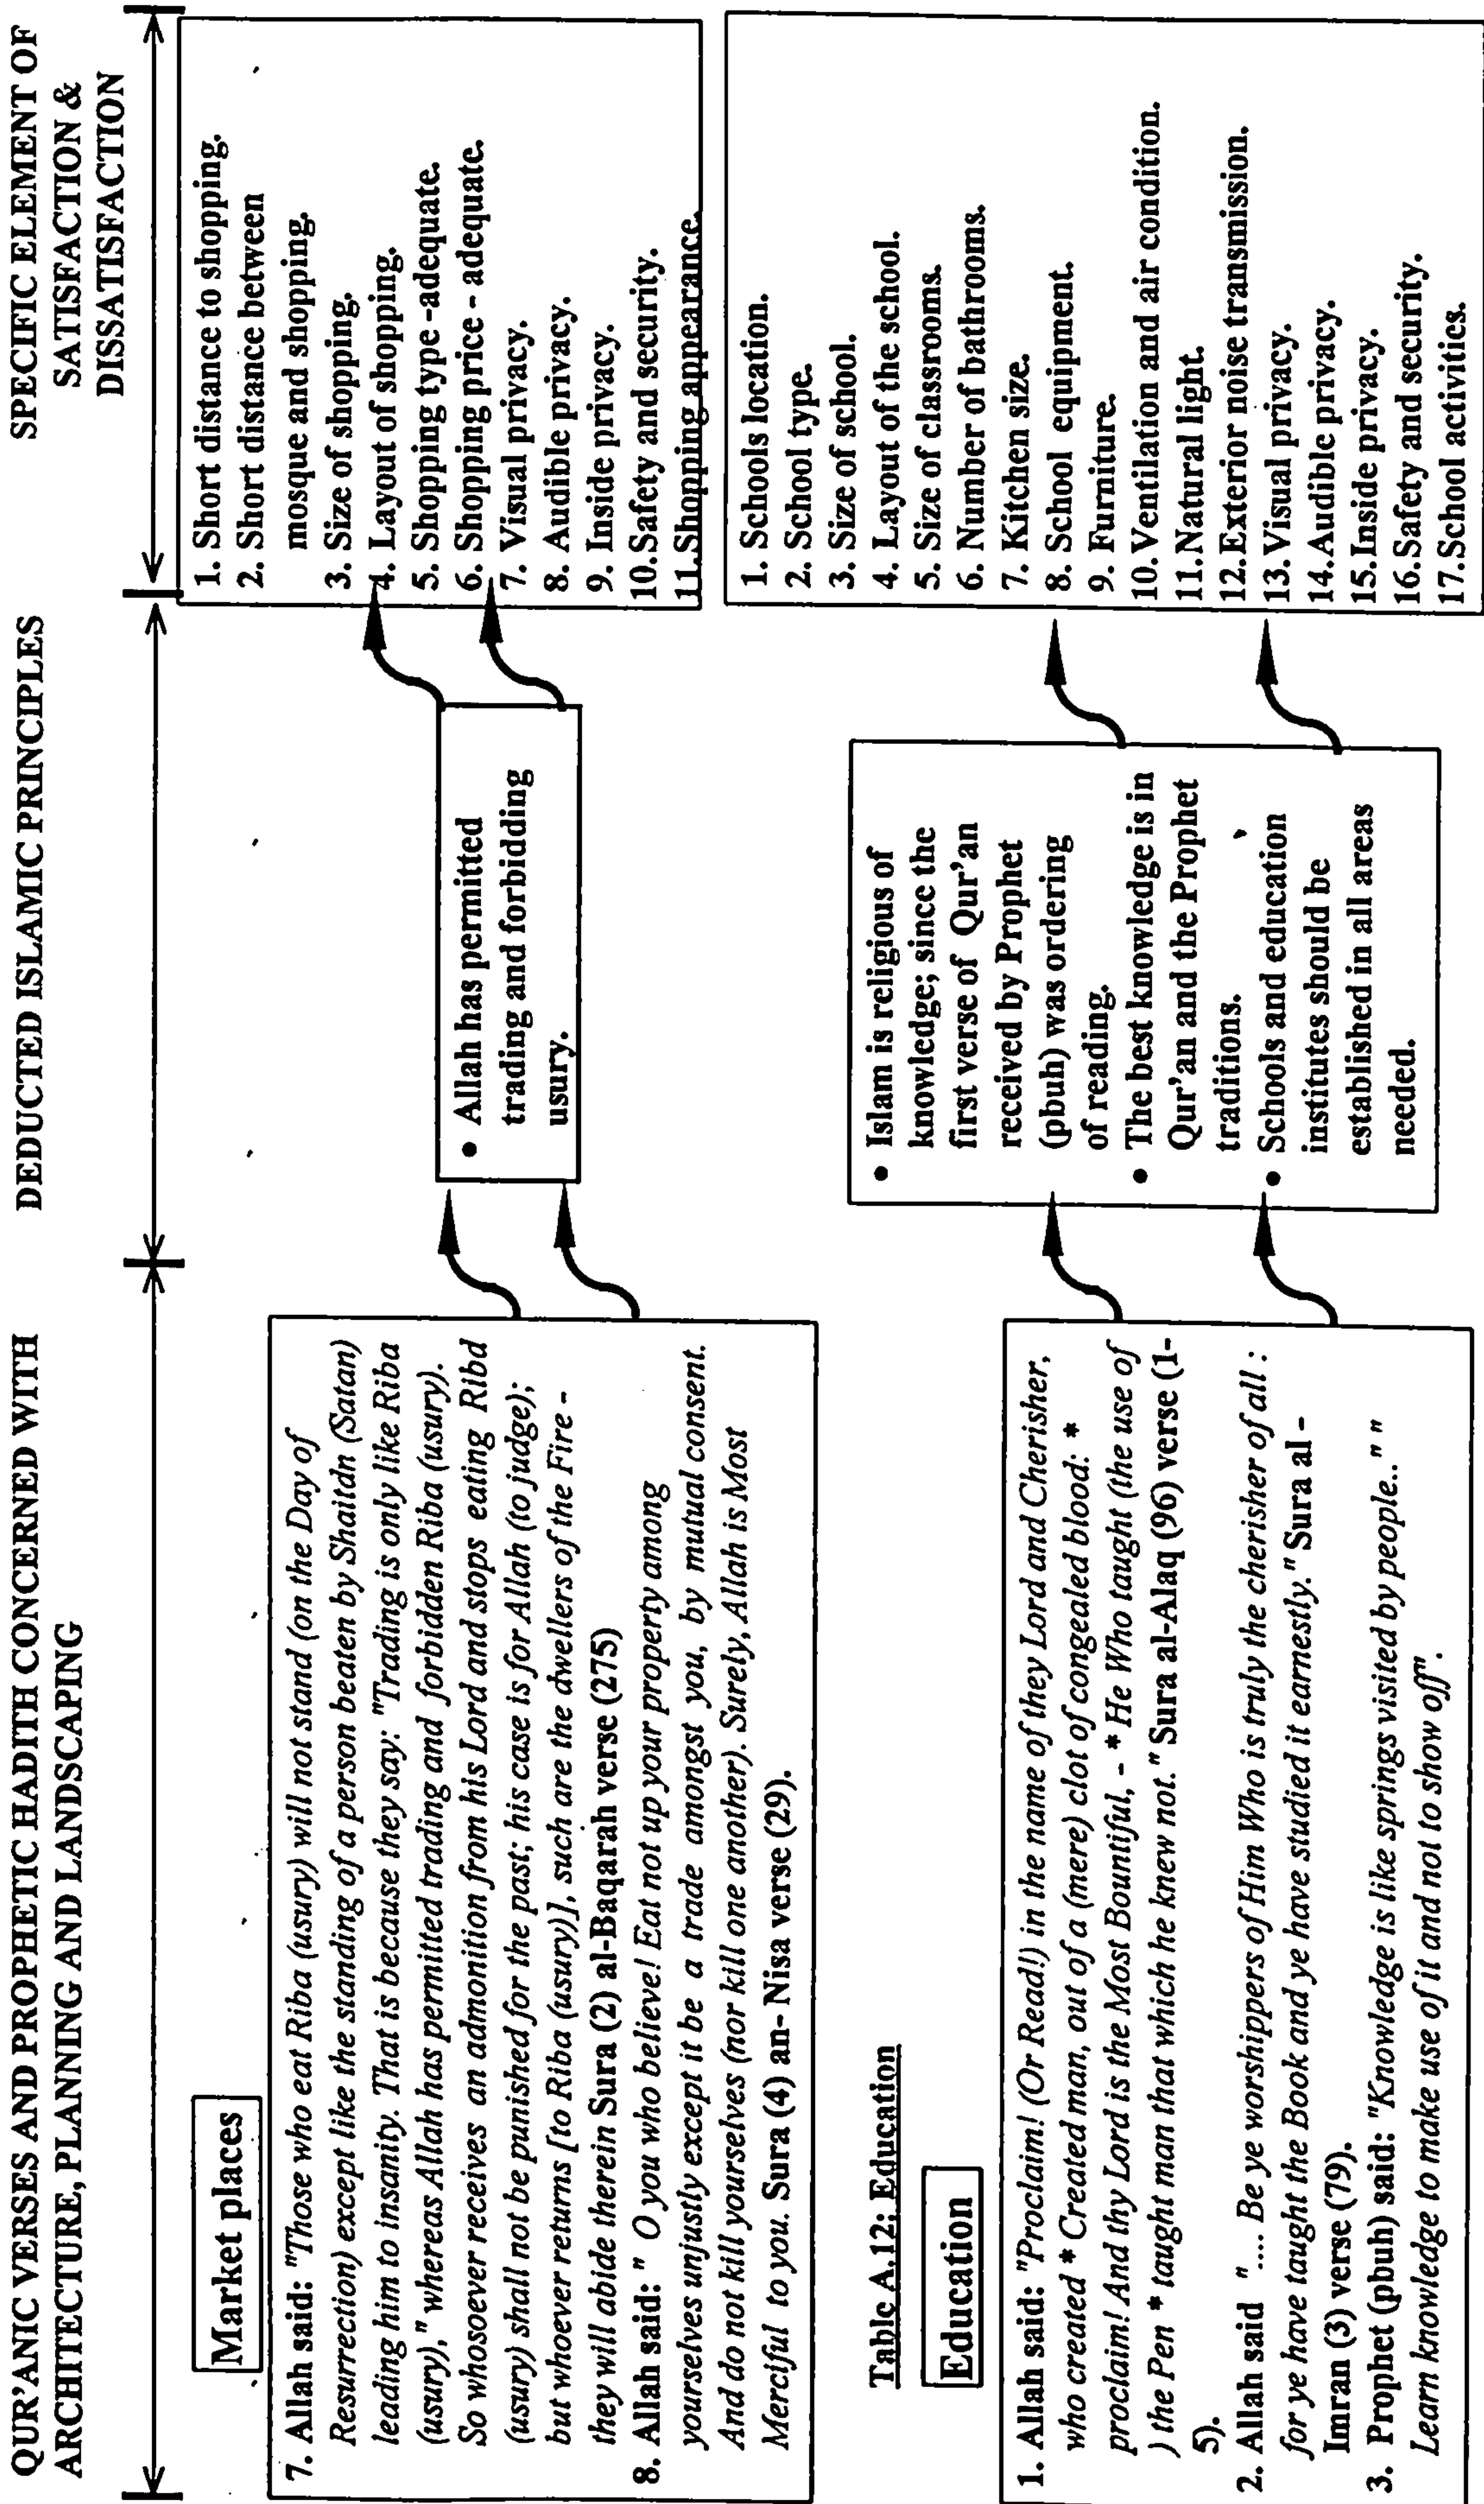 QUR'ANIC VERSES AND PROPHETIC HADITH CONCERNED WITH
ARCHITECTURE, PLANNING AND LANDSCAPING
DEDUCTED ISLAMIC PRINCIPLES
SPECIFIC ELEMENT OF
SATISFACTION &
DISSATISFACTION
Market places
7. Allah said: "Those who eat Riba (usury) will not stand (on the Day of
Resurrection) except like the standing of a person beaten by Shaitdn (Satan)
leading him to insanity. That is because they say: "Trading is only like Riba
(usury)," whereas Allah has permitted trading and forbidden Riba (usury).
So whosoever receives an admonition from his Lord and stops eating Ribd
(usury) shall not be punished for the past; his case is for Allah (to judge);
but whoever returns [to Riba (usury)], such are the dwellers of the Fire -
they will abide therein Sura (2) al-Baqarah verse (275)
8. Allah said: " O you who believe! Eat not up your property among
yourselves unjustly except it be a trade amongst you, by mutual consent.
And do not kill yourselves (nor kill one another). Surely, Allah is Most
Merciful to you. Sura (4) an- Nisa verse (29).
• Allah has permitted
trading and forbidding
usury.
1. Short distance to shopping.
2. Short distance between
mosque and shopping.
3. Size of shopping.
4. Layout of shopping.
5. Shopping type -adequate.
6. Shopping price - adequate.
7. Visual privacy.
8. Audible privacy.
9. Inside privacy.
10. Safety and security.
11. Shopping appearance.
Table A.12: Education
Education
1. Allah said: "Proclaim! (Or Read!) in the name of they Lord and Cherisher,
who created * Created man, out of a (mere) clot of congealed blood: *
proclaim! And thy Lord is the Most Bountiful, - * He Who taught (the use of
) the Pen * taught man that which he knew not." Sura al-Alaq (96) verse (1-
5).
2. Allah said ".... Be ye worshippers of Him Who is truly the cherisher of all :
for ye have taught the Book and ye have studied it earnestly." Sura al -
Imran (3) verse (79).
3. Prophet (pbuh) said: "Knowledge is like springs visited by people.. " "
Learn knowledge to make use of it and not to show off".
• Islam is religious of
knowledge; since the
first verse of Qur'an
received by Prophet
(pbuh) was ordering
of reading.
• The best knowledge is in
Qur'an and the Prophet
traditions.
• Schools and education
institutes should be
established in all areas
needed.
1. Schools location.
2. School type.
3. Size of school.
4. Layout of the school.
5. Size of classrooms.
6. Number of bathrooms.
7. Kitchen size.
8. School equipment.
9. Furniture.
10. Ventilation and air condition.
11. Natural light.
12. Exterior noise transmission.
13. Visual privacy.
14. Audible privacy.
15. Inside privacy.
16. Safety and security.
17. School activities.